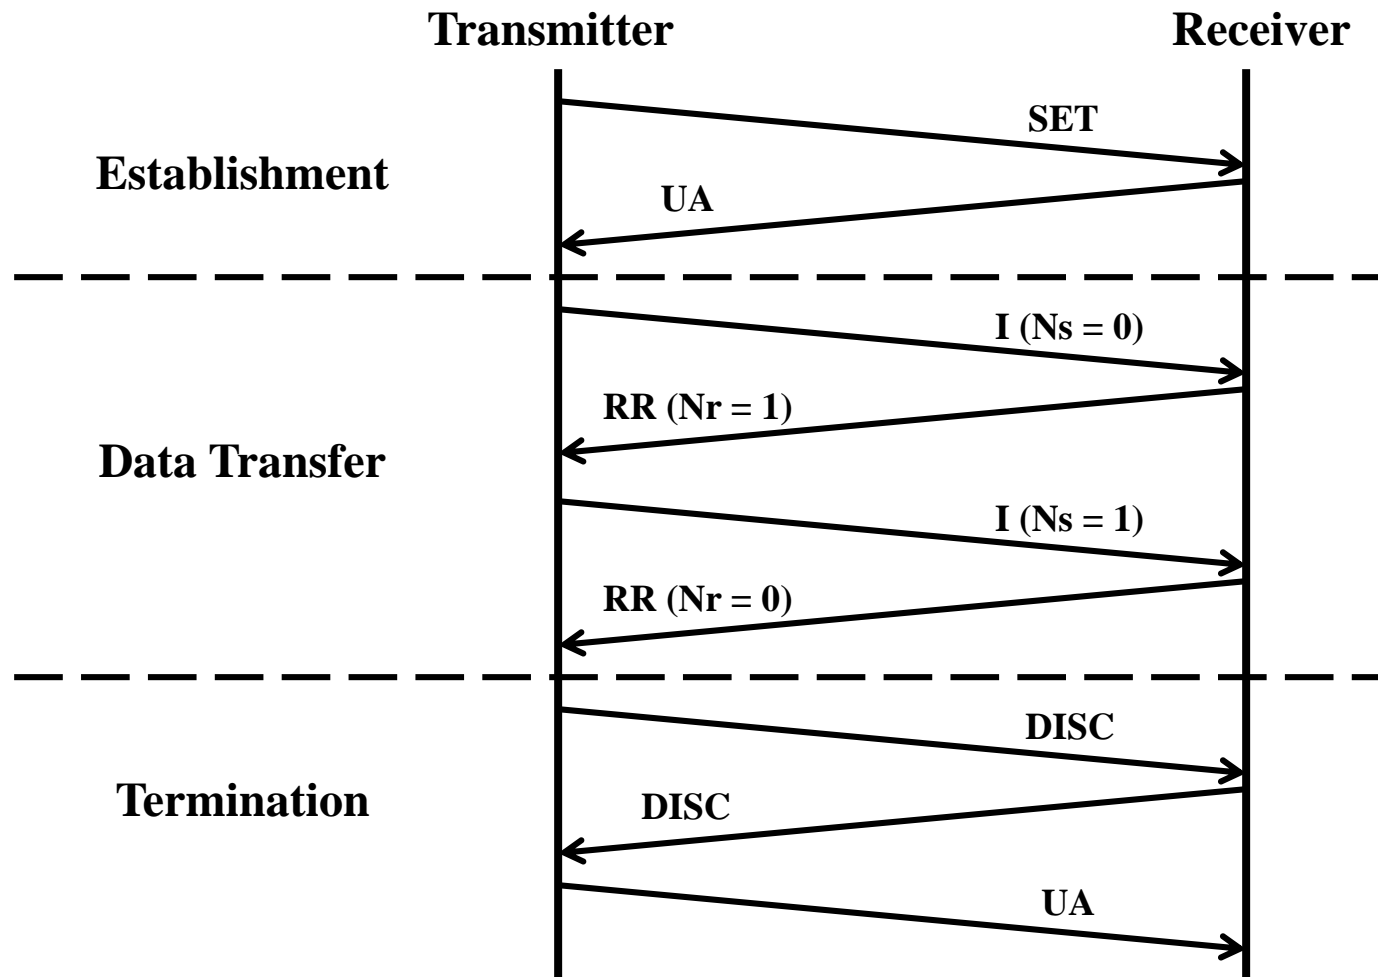 Transmitter
Receiver
SET
Establishment
UA
I (Ns = 0)
RR (Nr = 1)
Data Transfer
I (Ns = 1)
RR (Nr = 0)
DISC
Termination
DISC
UA